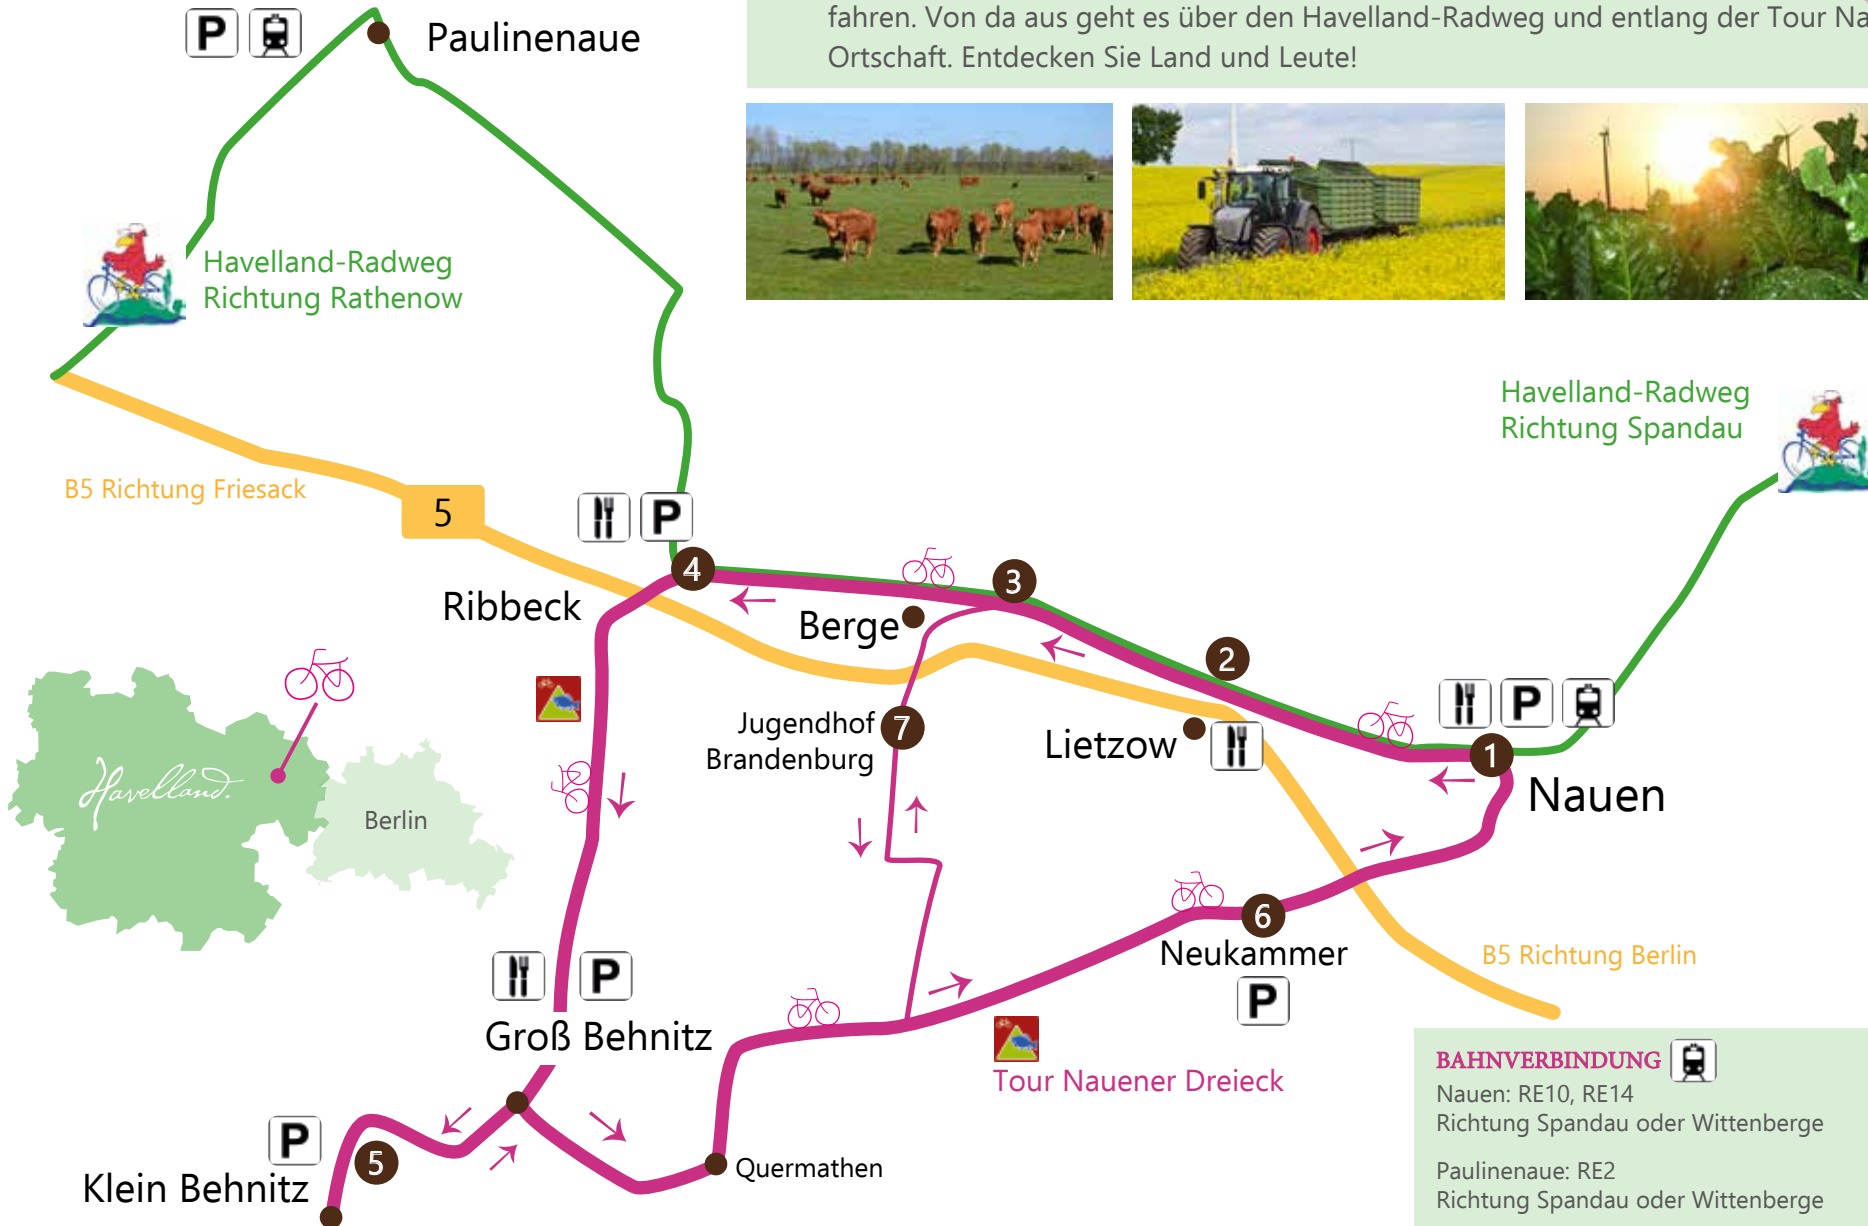 fahren. Von da aus geht es über den Havelland-Radweg und entlang der Tour Na
Ortschaft. Entdecken Sie Land und Leute!
P
Paulinenaue
Havelland-Radweg
Richtung Rathenow
Havelland-Radweg
Richtung Spandau
B5 Richtung Friesack
5
P
4
3
Ribbeck
Berge
2
P
1
Nauen
Jugendhof
Brandenburg
7
Lietzow
Havelland.
Berlin
6
Neukammer
P
B5 Richtung Berlin
P
Groß Behnitz
Tour Nauener Dreieck
P
5
Klein Behnitz
Quermathen
BAHNVERBINDUNG
Nauen: RE10, RE14
Richtung Spandau oder Wittenberge
Paulinenaue: RE2
Richtung Spandau oder Wittenberge